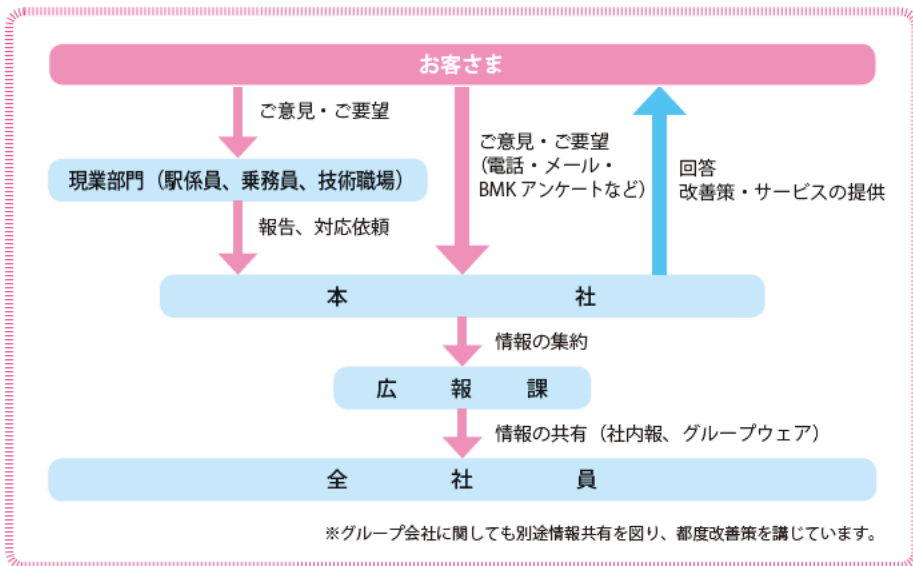 お客さま
ご意見・ご要望
ご意見・ご要望
(電話・メール・
BMKアンケートなど)
回答
改善策・サービスの提供
現業部門(駅係員、乗務員、技術職場)
報告、対応依頼
本社
情報の集約
広報課
情報の共有(社内報、グループウェア)
全社員
※グループ会社に関しても別途情報共有を図り、都度改善策を講じています。